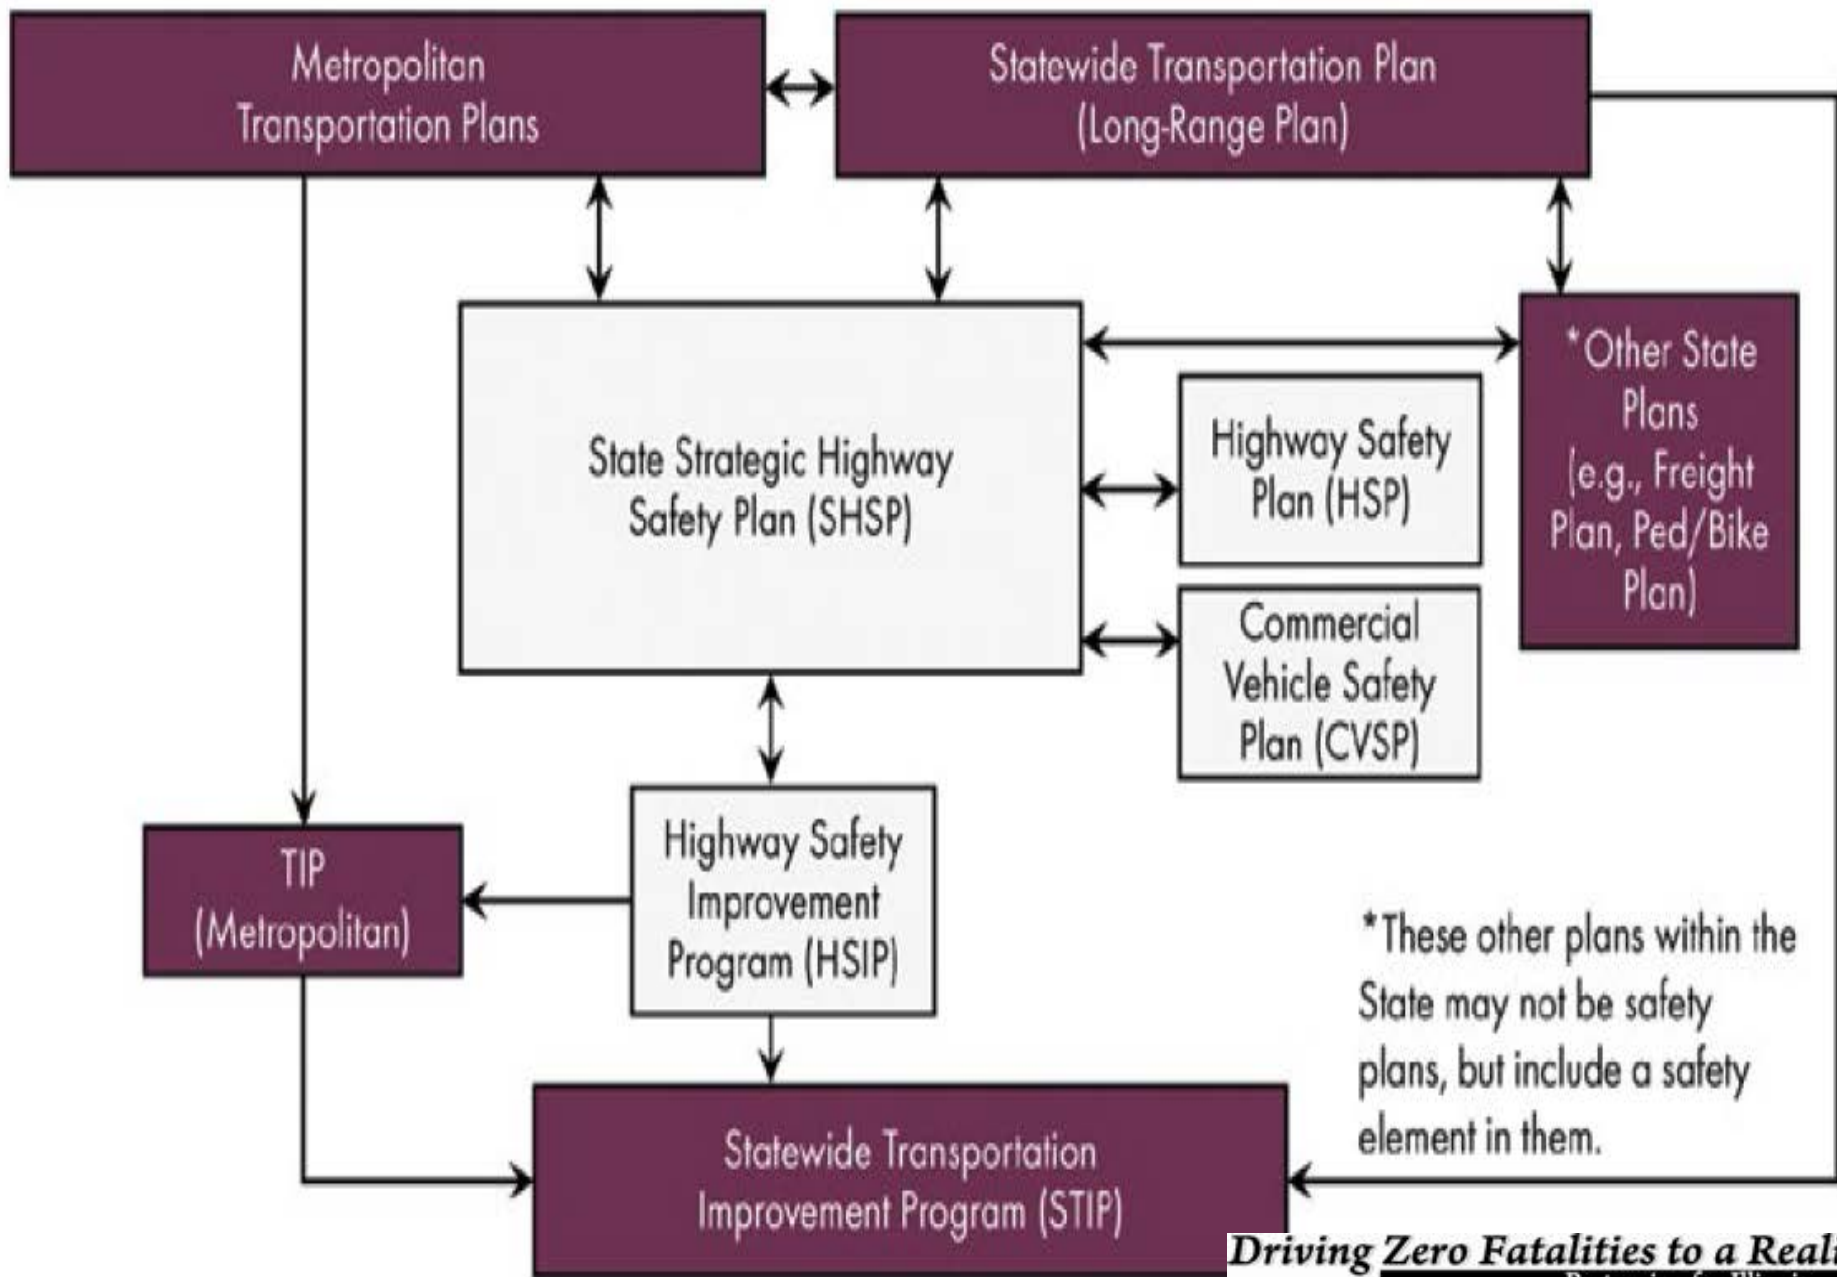 Metropolitan
Transportation Plans
Statewide Transportation Plan
(Long-Range Plan)
State Strategic Highway
Safety Plan (SHSP)
Highway Safety
Plan (HSP)
Commercial
Vehicle Safety
Plan (CVSP)
*Other State
Plans
(e.g., Freight
Plan, Ped/Bike
Plan)
TIP
(Metropolitan)
Highway Safety
Improvement
Program (HSIP)
*These other plans within the
State may not be safety
plans, but include a safety
element in them.
Statewide Transportation
Improvement Program (STIP)
Driving Zero Fatalities to a